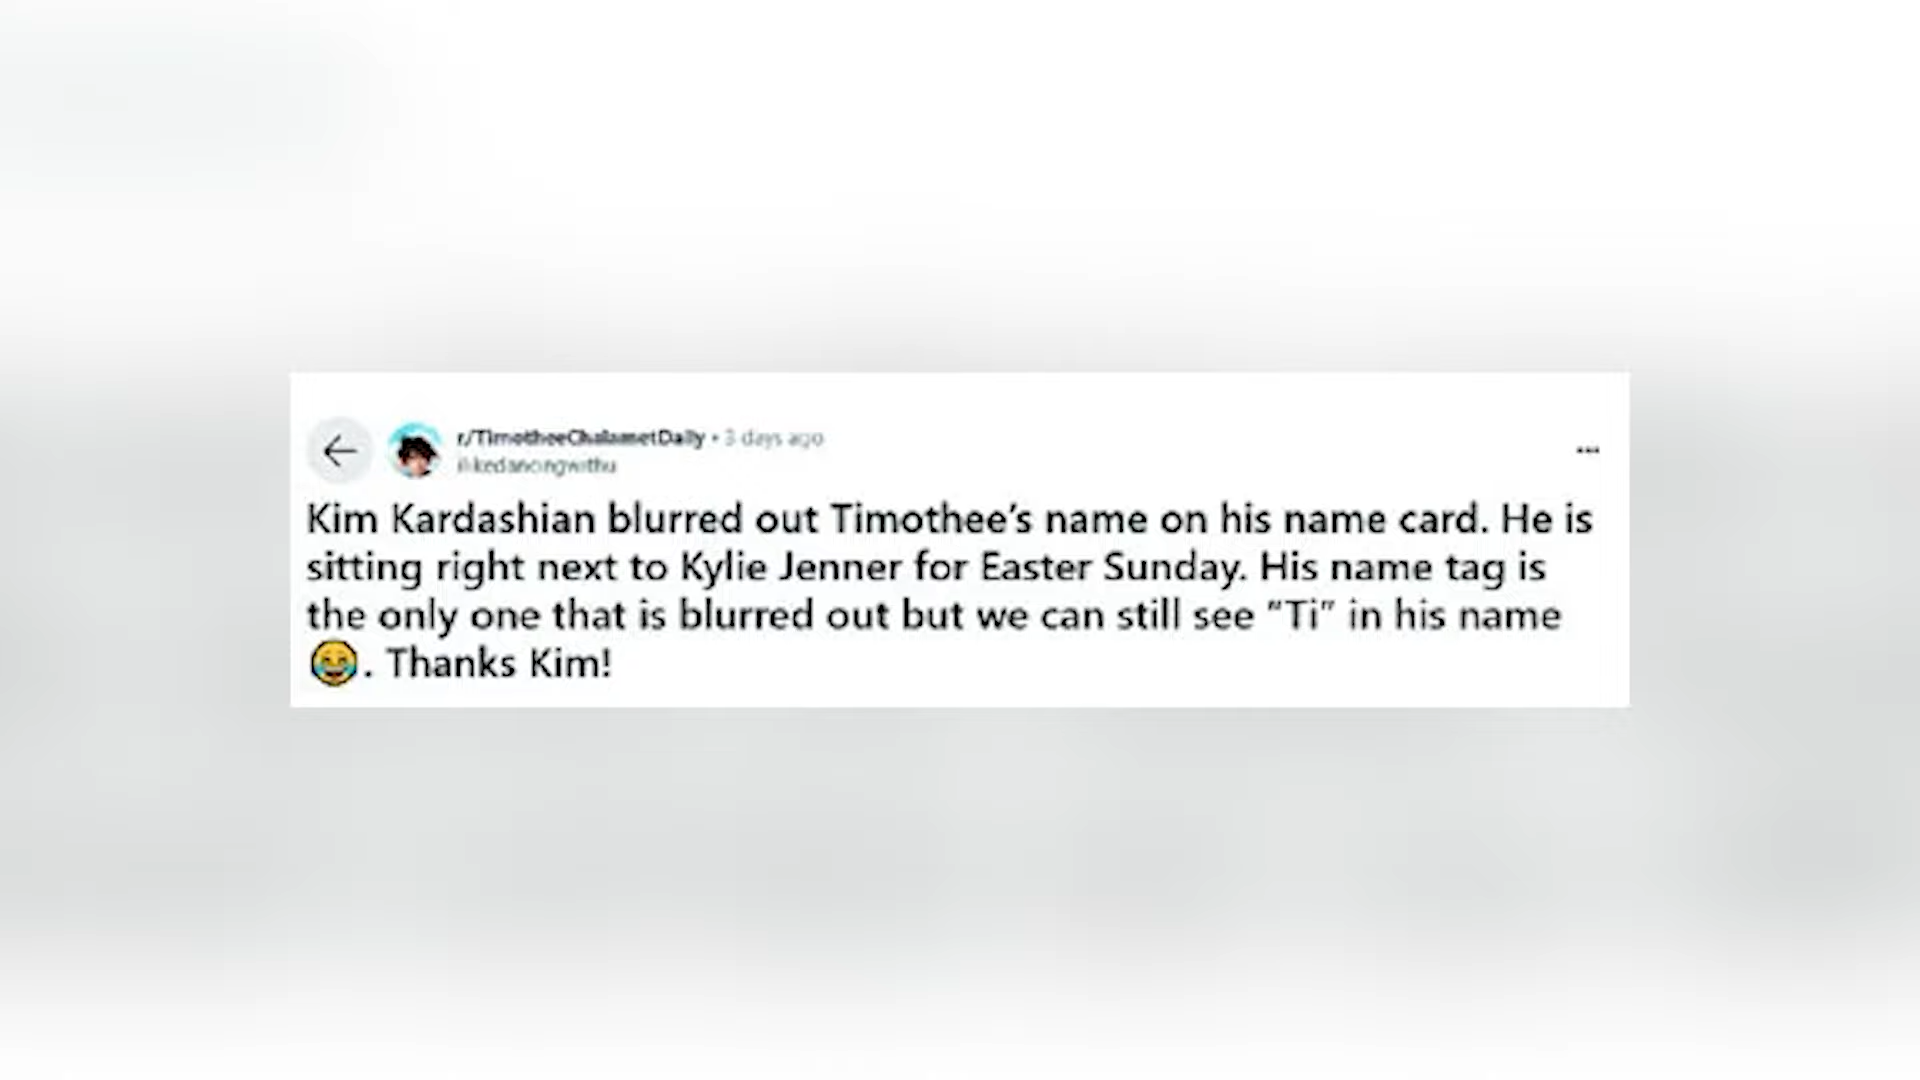 r/TimotheeChalametDaily • 3 days ago
Kim Kardashian blurred out Timothee’s name on his name card. He is
sitting right next to Kylie Jenner for Easter Sunday. His name tag is
the only one that is blurred out but we can still see “Ti” in his name
😂. Thanks Kim!